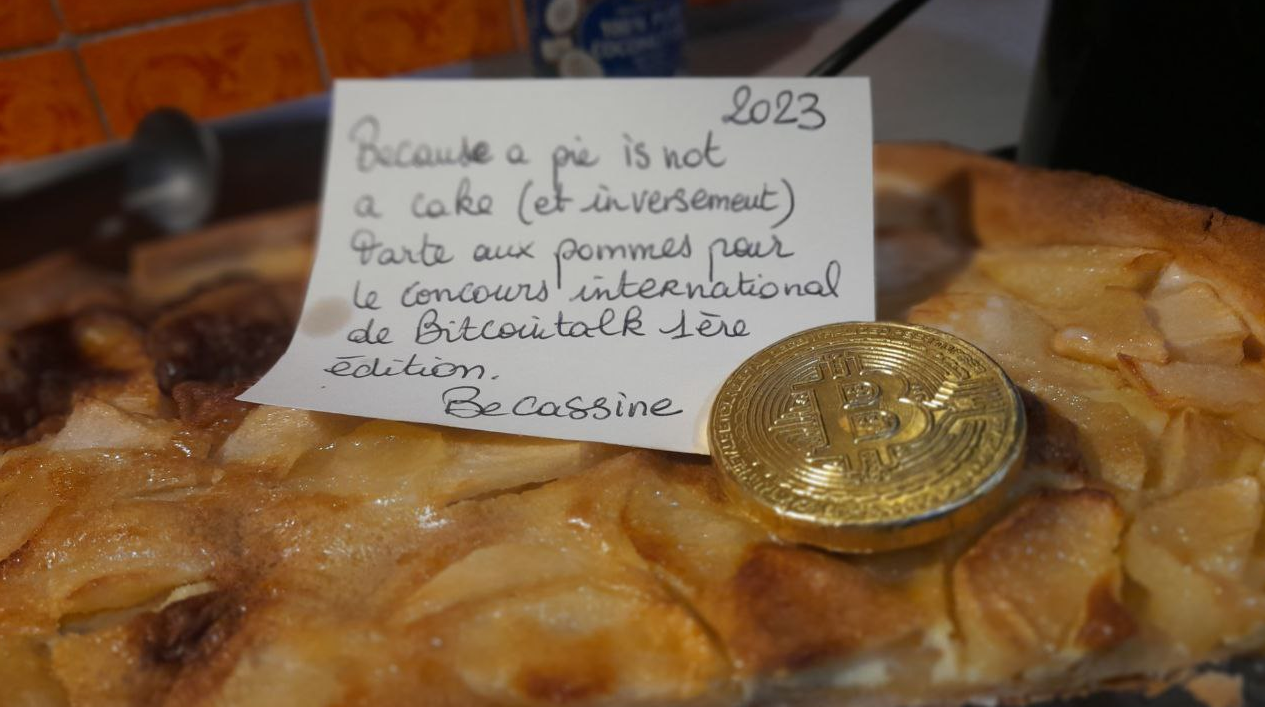 2023
Because a pie is not
a cake (et inversement)
Tarte aux pommes pour
le concours international
de Bitcointalk 1ère
édition.
Becassine